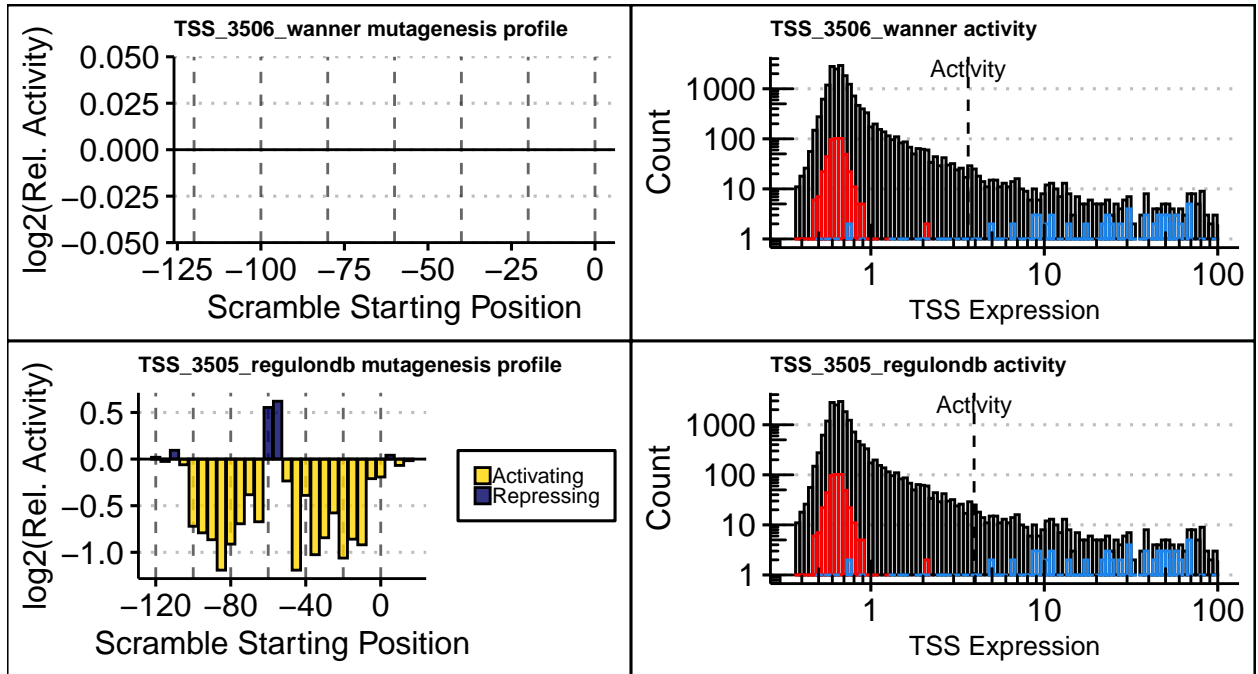 TSS_3506_wanner mutagenesis profile
log2(Rel. Activity)
0.050
0.025
0.000
−0.025
−0.050
−125 −100 −75 −50 −25 0
Scramble Starting Position
TSS_3506_wanner activity
Activity
Count
1000
100
10
1
1 10 100
TSS Expression
TSS_3505_regulondb mutagenesis profile
log2(Rel. Activity)
0.5
0.0
−0.5
−1.0
−120 −80 −40 0
Scramble Starting Position
Activating
Repressing
TSS_3505_regulondb activity
Activity
Count
1000
100
10
1
1 10 100
TSS Expression